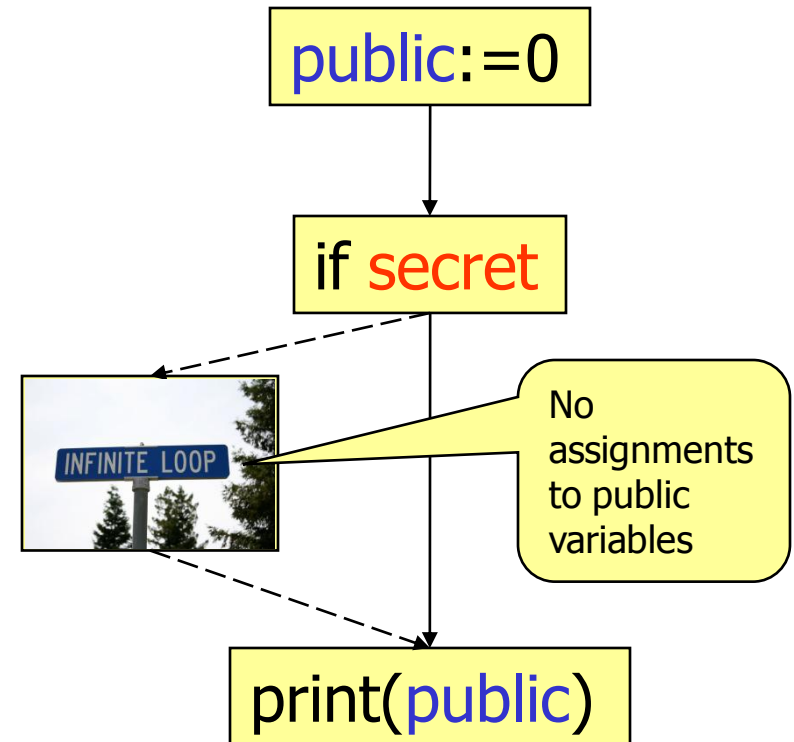 public:=0
if secret
INFINITE LOOP
No
assignments
to public
variables
print(public)